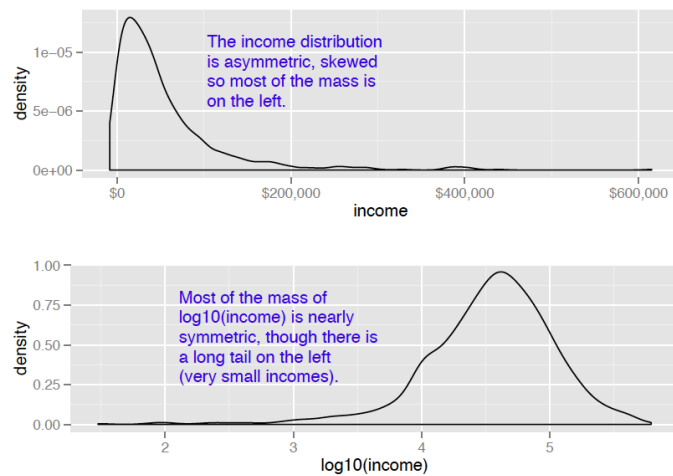 density
1e−05
5e−06
0e+00
The income distribution
is asymmetric, skewed
so most of the mass is
on the left.
$0
$200,000
$400,000
$600,000
income
density
1.00
0.75
0.50
0.25
0.00
Most of the mass of
log10(income) is nearly
symmetric, though there is
a long tail on the left
(very small incomes).
2
3
4
5
log10(income)